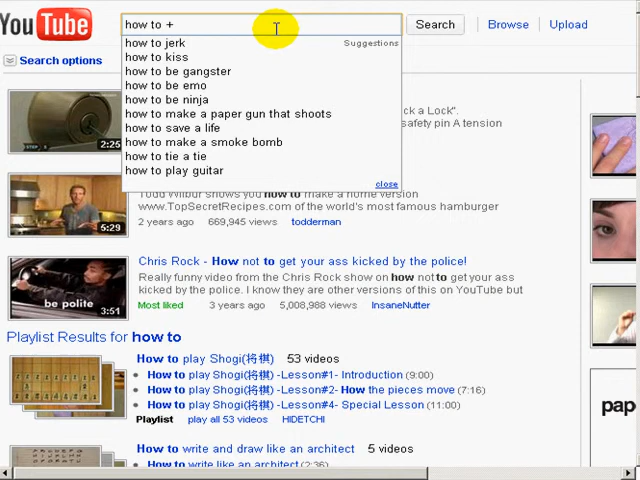 You Tube
how to +
Search
Browse
Upload
Search options
how to jerk
Suggestions
how to kiss
how to be gangster
how to be emo
how to be ninja
how to make a paper gun that shoots
how to save a life
how to make a smoke bomb
how to tie a tie
how to play guitar
close
k a Lock".
safety pin A tension
2:25
Todd Wilbur shows you how to make a home version
www.TopSecretRecipes.com of the world's most famous hamburger
2 years ago 669,945 views todderman
5:29
Chris Rock - How not to get your ass kicked by the police!
Really funny video from the Chris Rock show on how not to get your ass
kicked by the police. I know there are other versions of this on YouTube but
Most liked 3 years ago 5,008,988 views InsaneNutter
be polite
3:51
Playlist Results for how to
How to play Shogi(将棋) 53 videos
How to play Shogi(将棋) -Lesson#1- Introduction (9:00)
How to play Shogi(将棋) -Lesson#2- How the pieces move (7:16)
How to play Shogi(将棋) -Lesson#4- Special Lesson (11:00)
Playlist play all 53 videos HIDETCHI
pap
How to write and draw like an architect 5 videos
How to write like an architect (2:36)